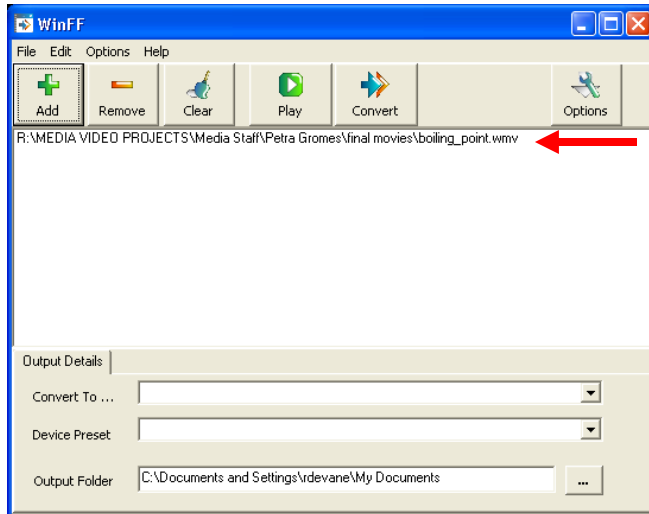 WinFF
File Edit Options Help
Add Remove Clear Play Convert Options
R:\MEDIA VIDEO PROJECTS\Media Staff\Petra Gromes\final movies\boiling_point.wmv
Output Details
Convert To ...
Device Preset
Output Folder C:\Documents and Settings\rdevane\My Documents ...